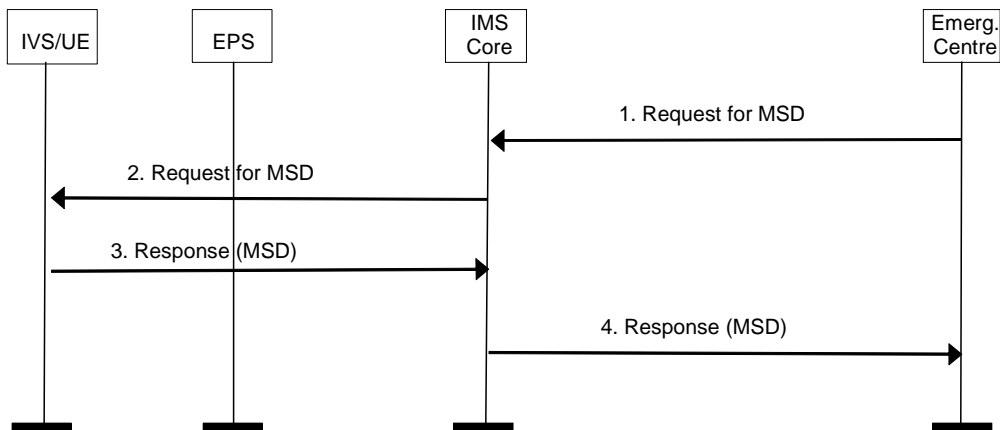 IVS/UE
EPS
IMS
Core
Emerg.
Centre
1. Request for MSD
2. Request for MSD
3. Response (MSD)
4. Response (MSD)